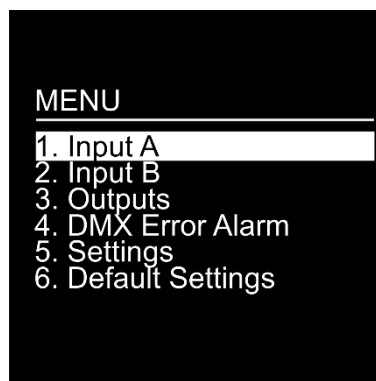 MENU
1. Input A
2. Input B
3. Outputs
4. DMX Error Alarm
5. Settings
6. Default Settings